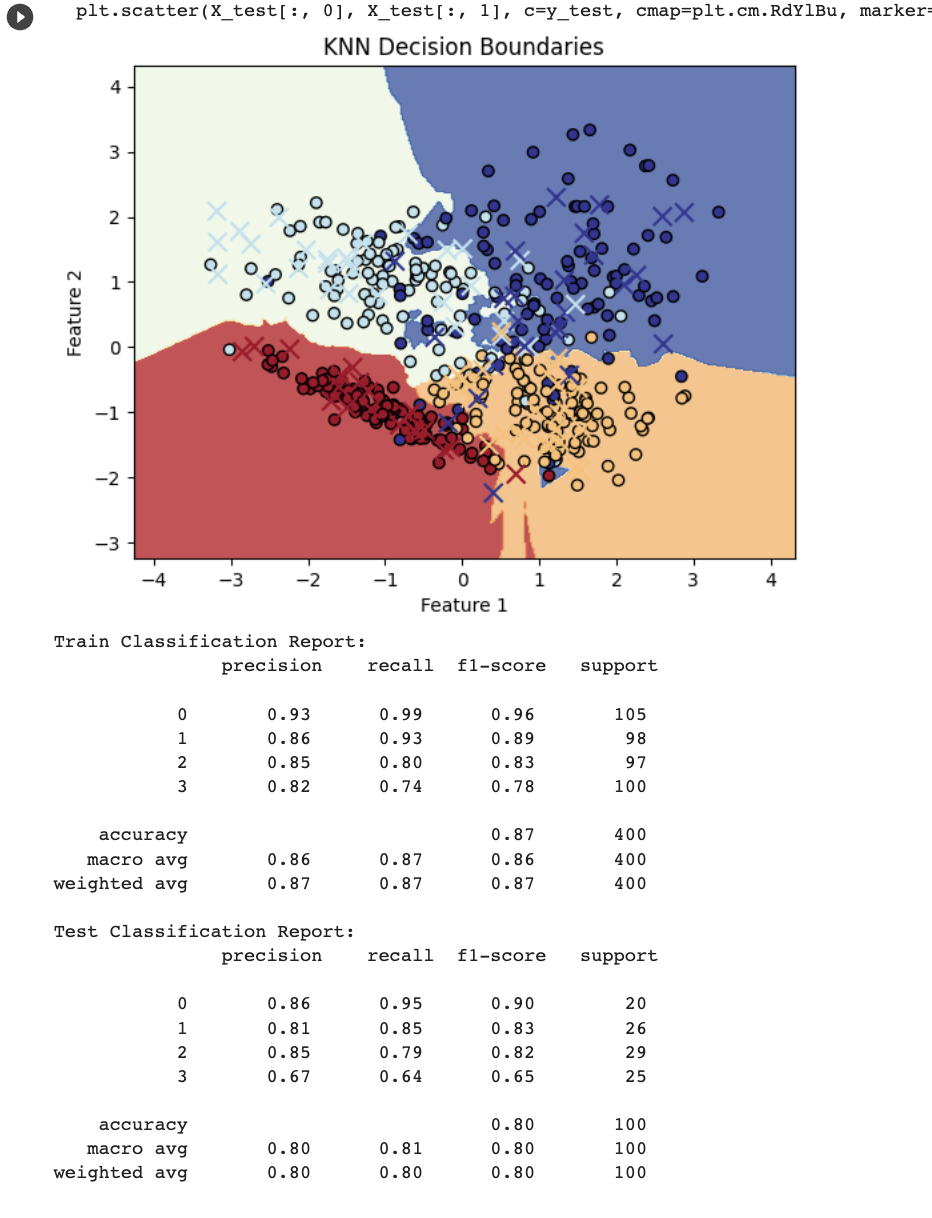 plt.scatter(X_test[:, 0], X_test[:, 1], c=y_test, cmap=plt.cm.RdYlBu, marker=
KNN Decision Boundaries
4
3
2
1
0
−1
−2
−3
Feature 2
−4 −3 −2 −1 0 1 2 3 4
Feature 1
Train Classification Report:
precision recall f1-score support
0 0.93 0.99 0.96 105
1 0.86 0.93 0.89 98
2 0.85 0.80 0.83 97
3 0.82 0.74 0.78 100
accuracy 0.87 400
macro avg 0.86 0.87 0.86 400
weighted avg 0.87 0.87 0.87 400
Test Classification Report:
precision recall f1-score support
0 0.86 0.95 0.90 20
1 0.81 0.85 0.83 26
2 0.85 0.79 0.82 29
3 0.67 0.64 0.65 25
accuracy 0.80 100
macro avg 0.80 0.81 0.80 100
weighted avg 0.80 0.80 0.80 100